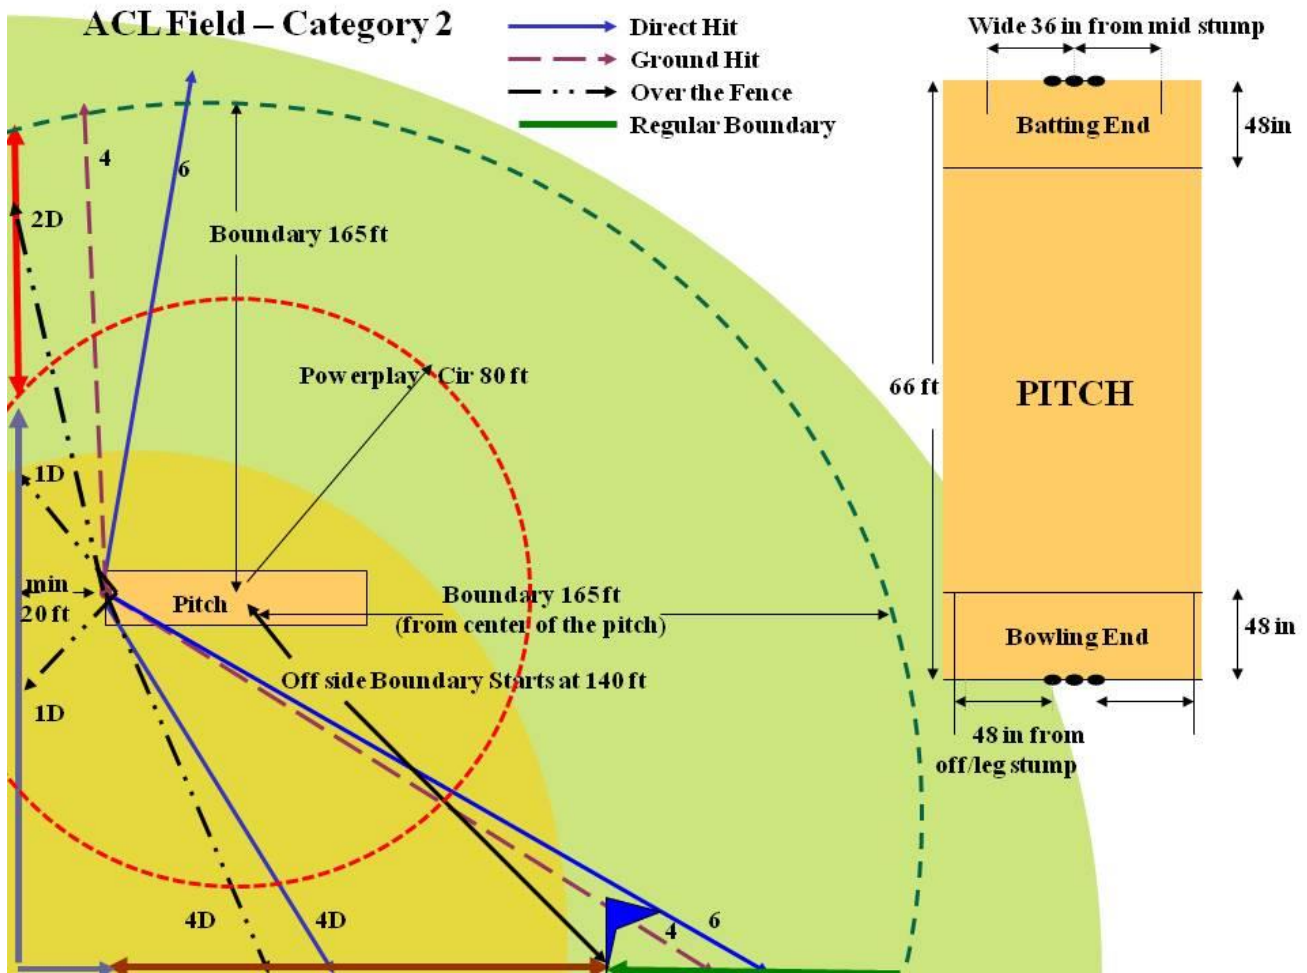 ACL Field – Category 2
Direct Hit
Ground Hit
Over the Fence
Regular Boundary
Wide 36 in from mid stump
Batting End
48in
4
6
2D
Boundary 165ft
Powerplay Cir 80 ft
66 ft
PITCH
1D
min
20 ft
Pitch
Boundary 165ft
(from center of the pitch)
Bowling End
48 in
Off side Boundary Starts at 140 ft
1D
48 in from
off/leg stump
4D
4D
4
6